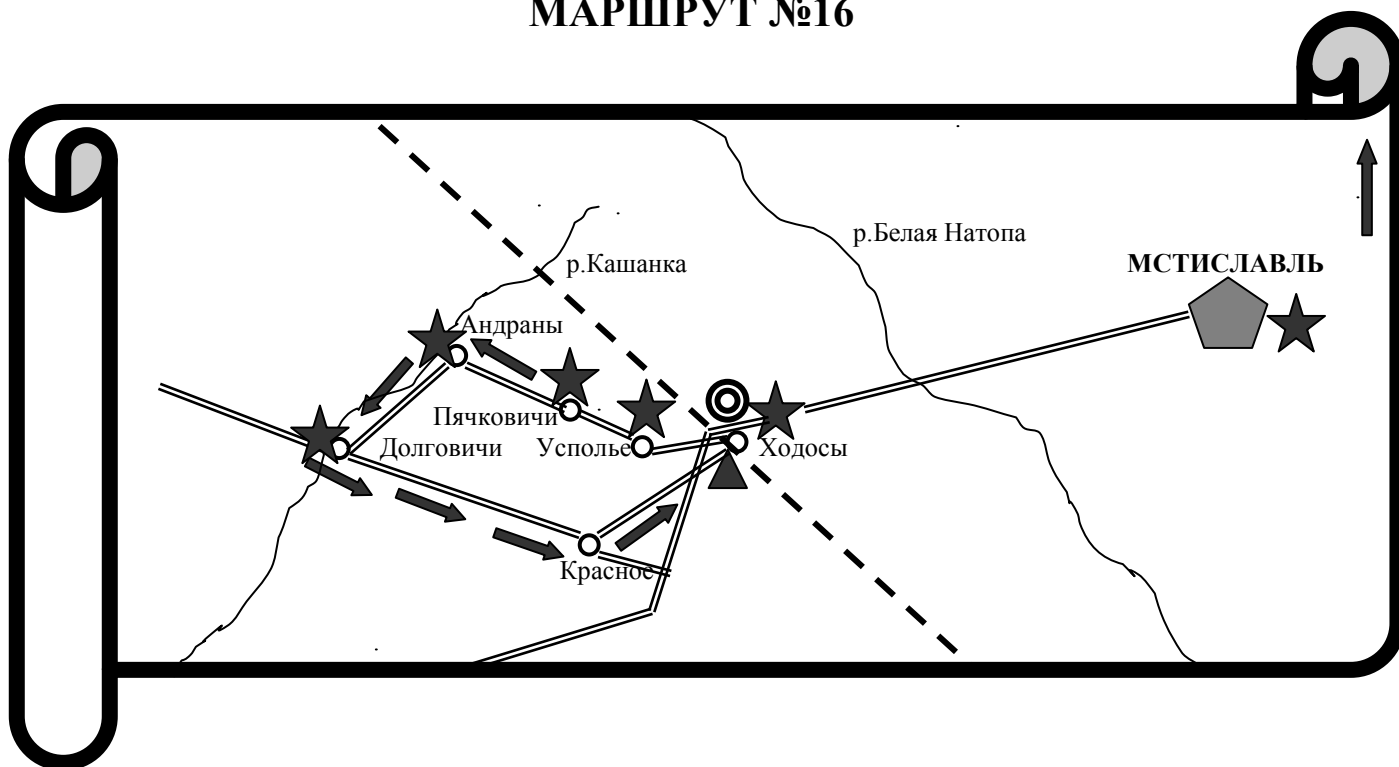 МАРШРУТ №16
р.Белая Натопа
р.Кашанка
МСТИСЛАВЛЬ
Андраны
Пячковичи
Долговичи
Усполье
Ходосы
Красное